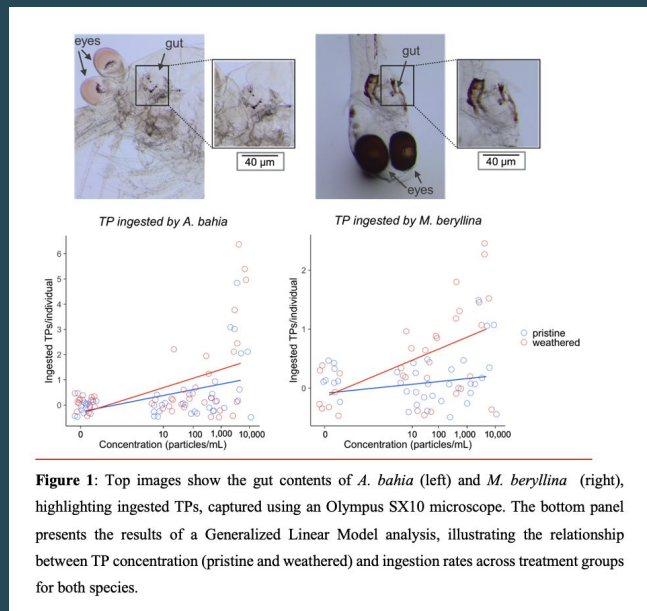 eyes
gut
40 µm
gut
40 µm
eyes
TP ingested by A. bahia
TP ingested by M. beryllina
Ingested TPs/individual
6
5
4
3
2
1
0
0
10
100
1,000
10,000
Concentration (particles/mL)
Ingested TPs/individual
2
1
0
0
10
100
1,000
10,000
Concentration (particles/mL)
pristine
weathered
Figure 1: Top images show the gut contents of A. bahia (left) and M. beryllina (right),
highlighting ingested TPs, captured using an Olympus SX10 microscope. The bottom panel
presents the results of a Generalized Linear Model analysis, illustrating the relationship
between TP concentration (pristine and weathered) and ingestion rates across treatment groups
for both species.